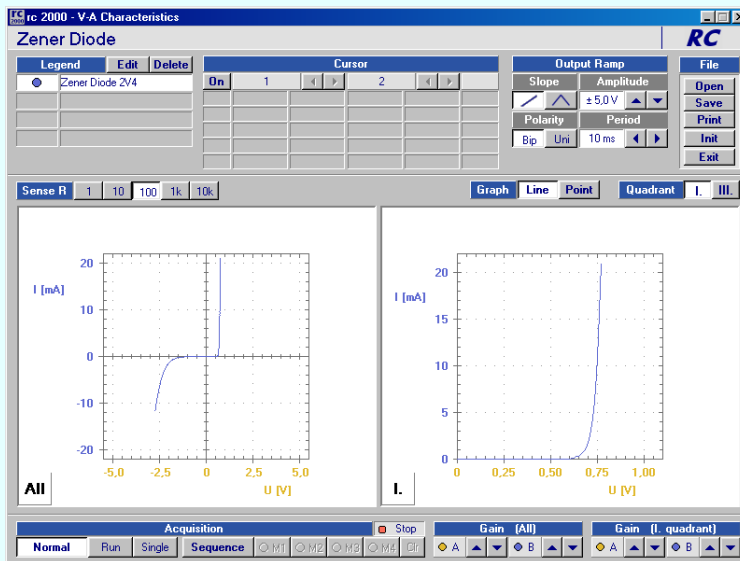 rc 2000 - V-A Characteristics
Zener Diode
RC
Legend Edit Delete
Zener Diode 2V4
Cursor
On 1 2
Output Ramp
Slope Amplitude
± 5,0 V
Polarity Period
Bip Uni 10 ms
File
Open
Save
Print
Init
Exit
Sense R 1 10 100 1k 10k
Graph Line Point Quadrant I. III.
I [mA]
20
10
0
-10
-20
-5,0 -2,5 0 2,5 5,0
U [V]
All
I [mA]
20
15
10
5
0
0 0,25 0,50 0,75 1,00
U [V]
I.
Acquisition Stop
Normal Run Single Sequence M1 M2 M3 M4 Clr
Gain (All)
A B
Gain (I. quadrant)
A B